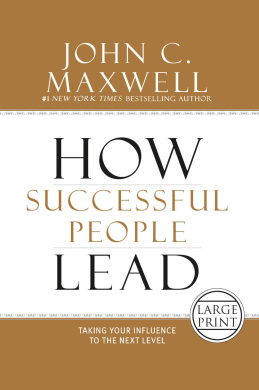 JOHN C.
MAXWELL
#1 NEW YORK TIMES BESTSELLING AUTHOR
HOW
SUCCESSFUL
PEOPLE
LEAD
LARGE
PRINT
TAKING YOUR INFLUENCE
TO THE NEXT LEVEL